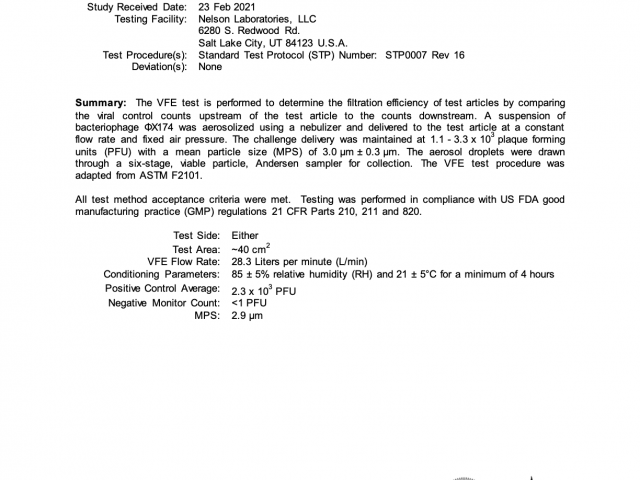 Study Received Date: 23 Feb 2021
Testing Facility: Nelson Laboratories, LLC
6280 S. Redwood Rd.
Salt Lake City, UT 84123 U.S.A.
Test Procedure(s): Standard Test Protocol (STP) Number: STP0007 Rev 16
Deviation(s): None
Summary: The VFE test is performed to determine the filtration efficiency of test articles by comparing
the viral control counts upstream of the test article to the counts downstream. A suspension of
bacteriophage ΦX174 was aerosolized using a nebulizer and delivered to the test article at a constant
flow rate and fixed air pressure. The challenge delivery was maintained at 1.1 - 3.3 x 10³ plaque forming
units (PFU) with a mean particle size (MPS) of 3.0 µm ± 0.3 µm. The aerosol droplets were drawn
through a six-stage, viable particle, Andersen sampler for collection. The VFE test procedure was
adapted from ASTM F2101.
All test method acceptance criteria were met. Testing was performed in compliance with US FDA good
manufacturing practice (GMP) regulations 21 CFR Parts 210, 211 and 820.
Test Side: Either
Test Area: ~40 cm²
VFE Flow Rate: 28.3 Liters per minute (L/min)
Conditioning Parameters: 85 ± 5% relative humidity (RH) and 21 ± 5°C for a minimum of 4 hours
Positive Control Average: 2.3 x 10³ PFU
Negative Monitor Count: <1 PFU
MPS: 2.9 µm